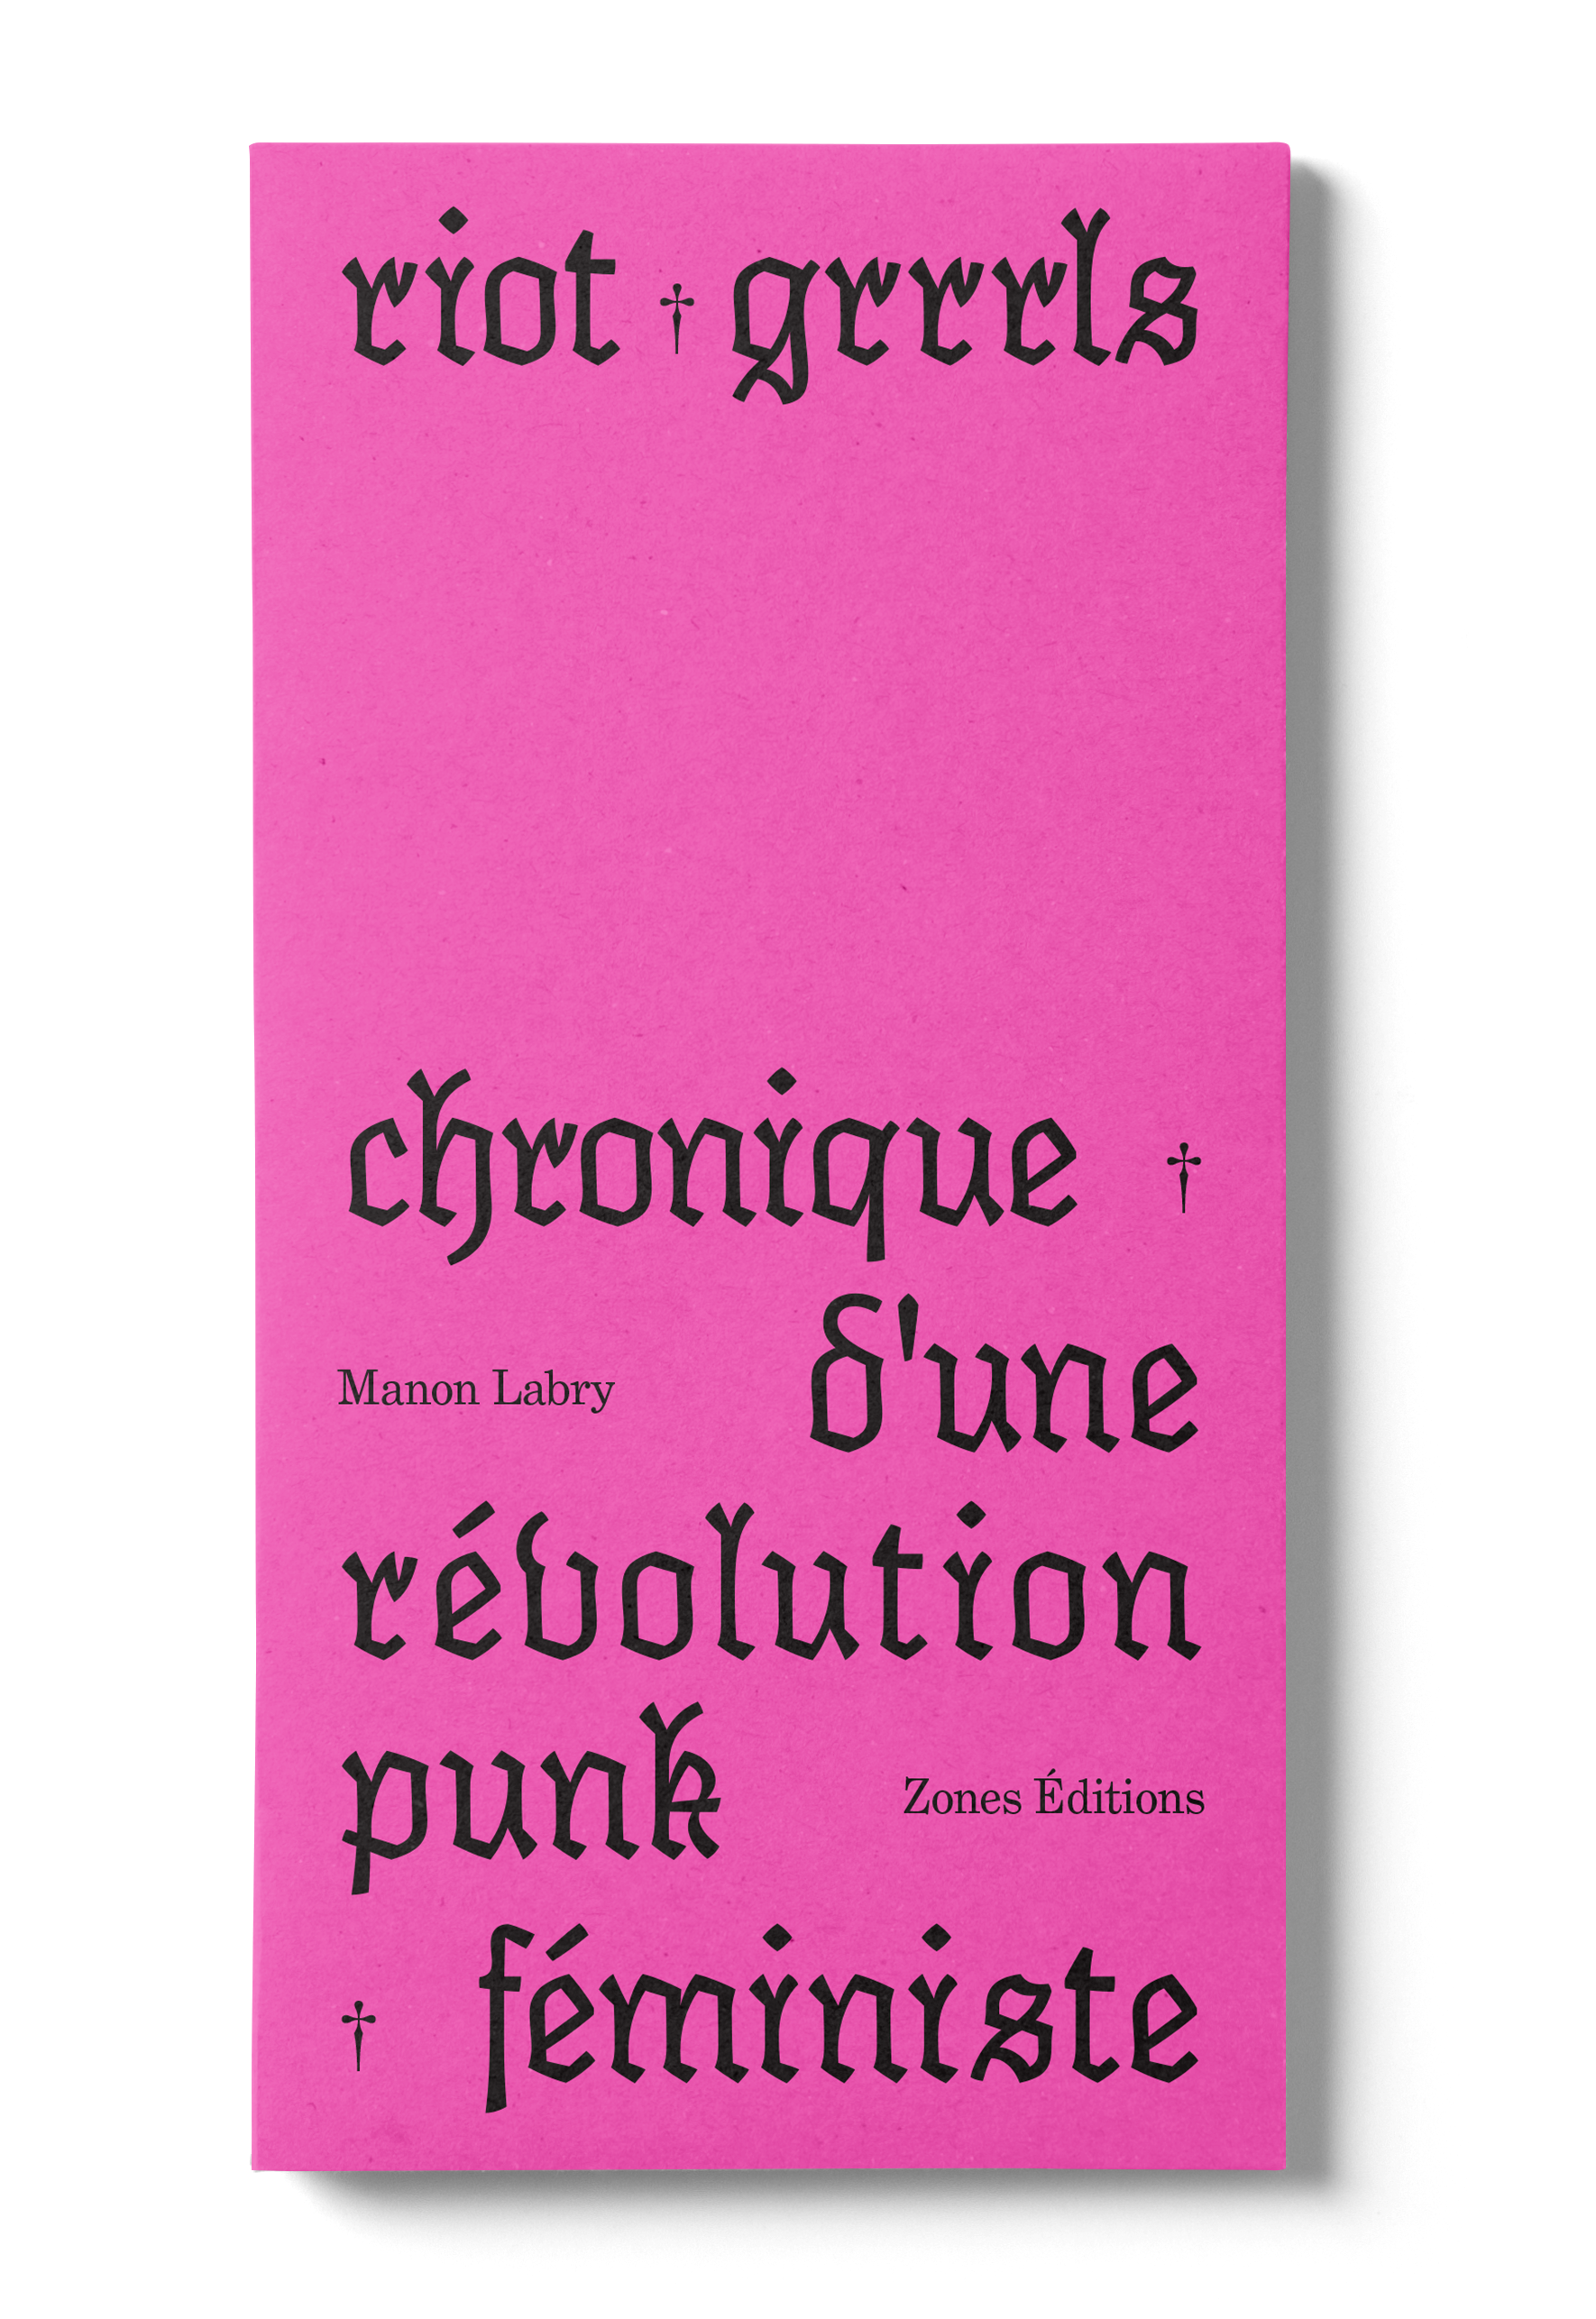 riot † grrrls
chronique †
Manon Labry d'une
révolution
punk Zones Éditions
† féministe